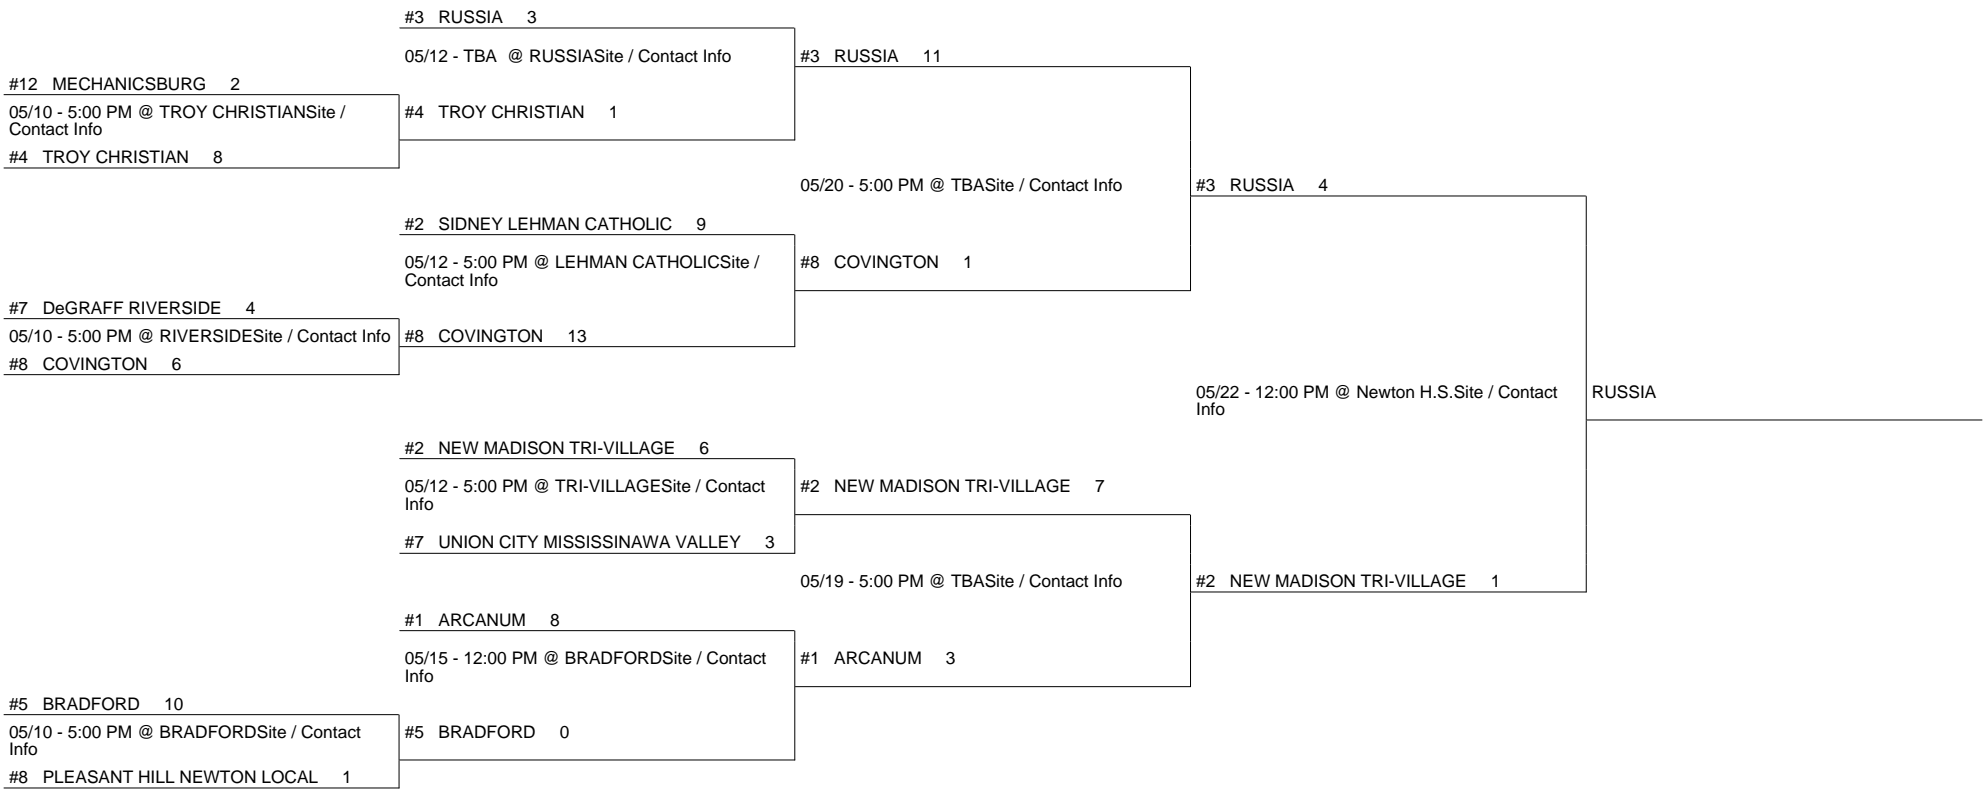 #3 RUSSIA 3
05/12 - TBA @ RUSSIASite / Contact Info
#3 RUSSIA 11
#12 MECHANICSBURG 2
05/10 - 5:00 PM @ TROY CHRISTIANSite /
Contact Info
#4 TROY CHRISTIAN 1
#4 TROY CHRISTIAN 8
05/20 - 5:00 PM @ TBASite / Contact Info
#3 RUSSIA 4
#2 SIDNEY LEHMAN CATHOLIC 9
05/12 - 5:00 PM @ LEHMAN CATHOLICSite /
Contact Info
#8 COVINGTON 1
#7 DeGRAFF RIVERSIDE 4
05/10 - 5:00 PM @ RIVERSIDESite / Contact Info
#8 COVINGTON 13
#8 COVINGTON 6
05/22 - 12:00 PM @ Newton H.S.Site / Contact
Info
RUSSIA
#2 NEW MADISON TRI-VILLAGE 6
05/12 - 5:00 PM @ TRI-VILLAGESite / Contact
Info
#2 NEW MADISON TRI-VILLAGE 7
#7 UNION CITY MISSISSINAWA VALLEY 3
05/19 - 5:00 PM @ TBASite / Contact Info
#2 NEW MADISON TRI-VILLAGE 1
#1 ARCANUM 8
05/15 - 12:00 PM @ BRADFORDSite / Contact
Info
#1 ARCANUM 3
#5 BRADFORD 10
05/10 - 5:00 PM @ BRADFORDSite / Contact
Info
#5 BRADFORD 0
#8 PLEASANT HILL NEWTON LOCAL 1